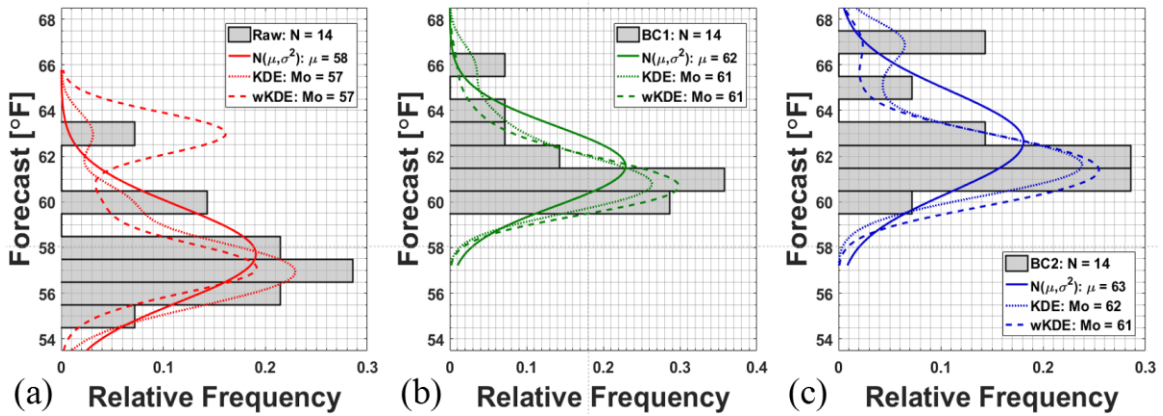 68
66
64
62
60
58
56
54
Forecast [°F]
Raw: N = 14
N(μ,σ²): μ = 58
KDE: Mo = 57
wKDE: Mo = 57
0 0.1 0.2 0.3
Relative Frequency
(a)
68
66
64
62
60
58
56
54
Forecast [°F]
BC1: N = 14
N(μ,σ²): μ = 62
KDE: Mo = 61
wKDE: Mo = 61
0 0.1 0.2 0.3 0.4
Relative Frequency
(b)
68
66
64
62
60
58
56
54
Forecast [°F]
BC2: N = 14
N(μ,σ²): μ = 63
KDE: Mo = 62
wKDE: Mo = 61
0 0.1 0.2 0.3
Relative Frequency
(c)